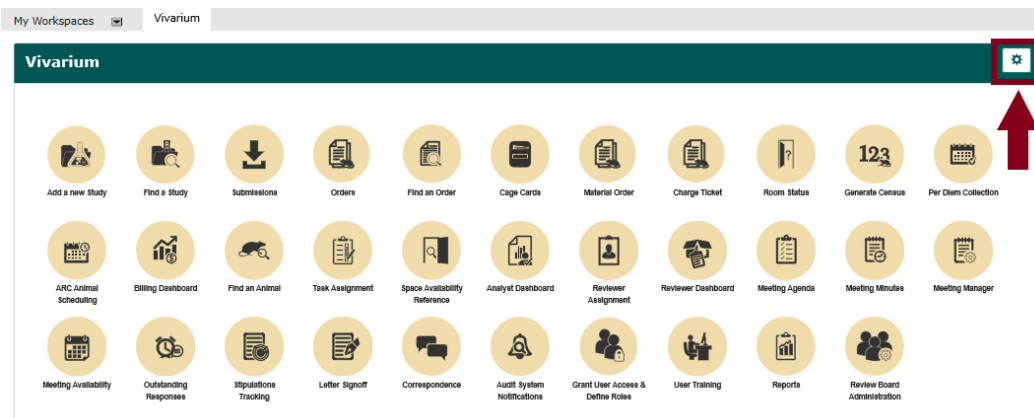 My Workspaces
Vivarium
Vivarium
?
123
Add a new Study
Find a Study
Submissions
Orders
Find an Order
Cage Cards
Material Order
Charge Ticket
Room Status
Generate Census
Per Diem Collection
ARC Animal
Scheduling
Billing Dashboard
Find an Animal
Task Assignment
Space Availability
Reference
Analyst Dashboard
Reviewer
Assignment
Reviewer Dashboard
Meeting Agenda
Meeting Minutes
Meeting Manager
Meeting Availability
Outstanding
Responses
Stipulations
Tracking
Letter Signoff
Correspondence
Audit System
Notifications
Grant User Access &
Define Roles
User Training
Reports
Review Board
Administration